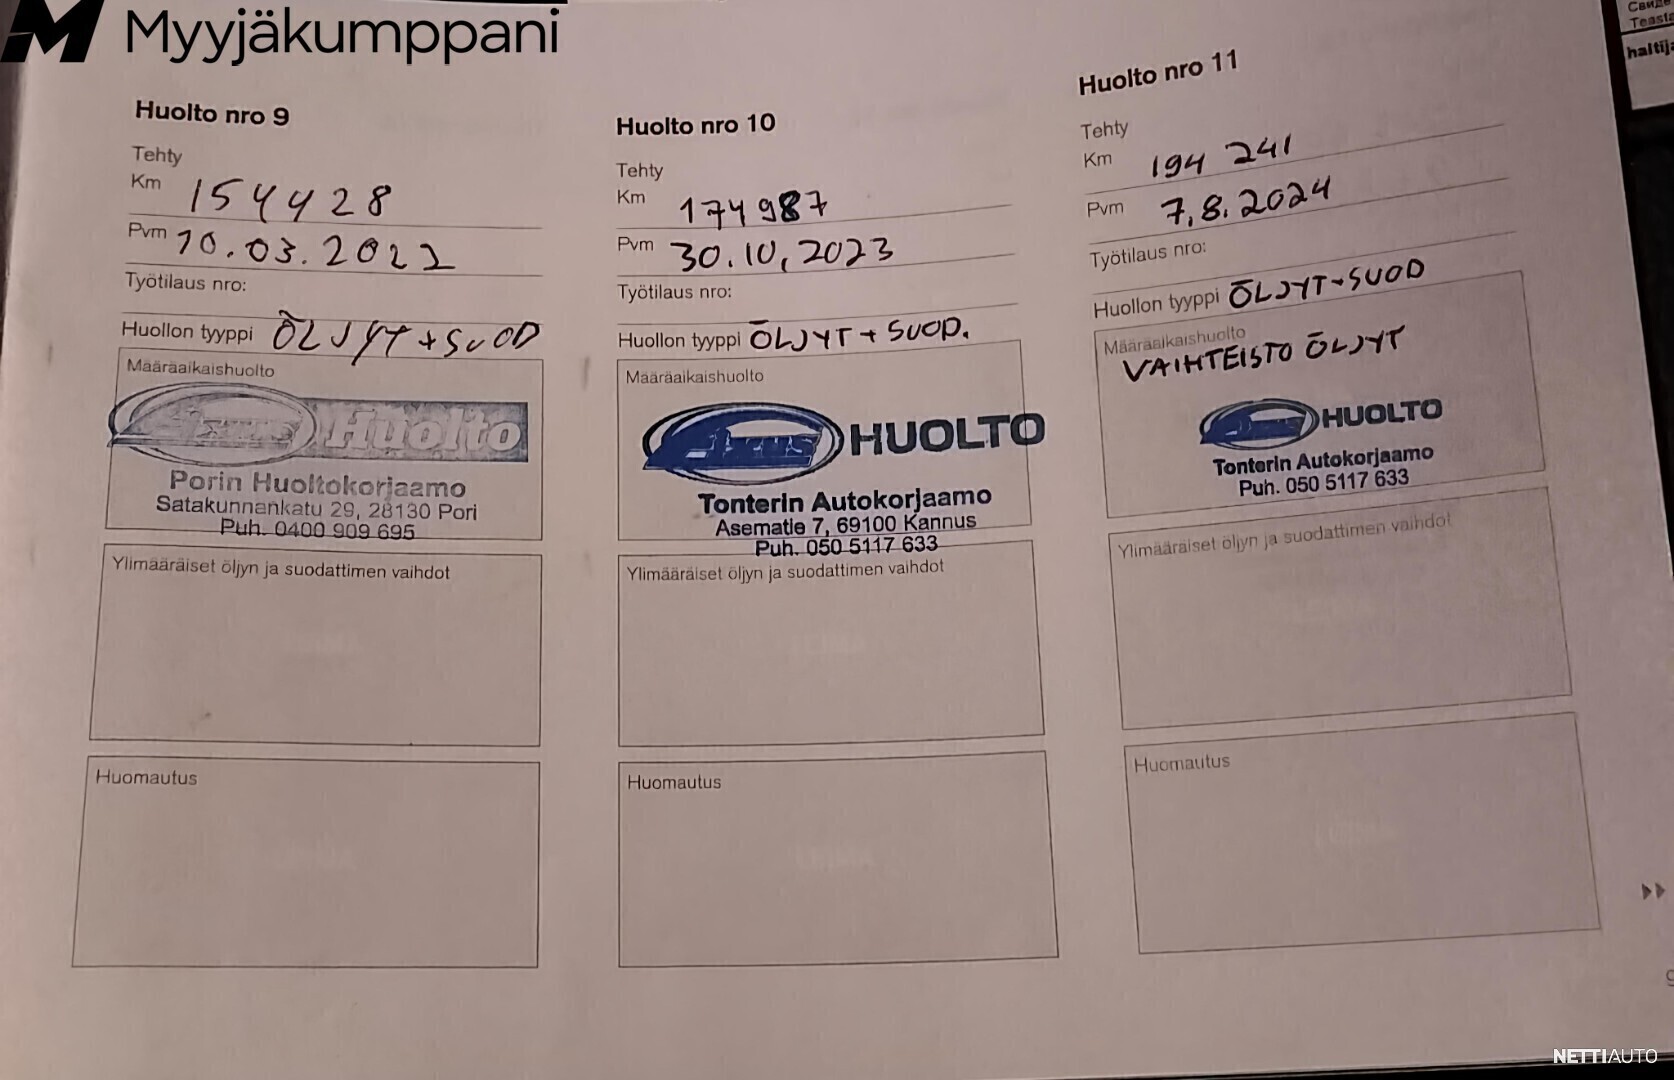 Myyjäkumppani
Huolto nro 9
Tehty
Km 154428
Pvm 10.03.2022
Työtilaus nro:
Huollon tyyppi ÖLJYT + SUOD
Määräaikaishuolto
Axus Huolto
Porin Huoltokorjaamo
Satakunnankatu 29, 28130 Pori
Puh. 0400 909 695
Ylimääräiset öljyn ja suodattimen vaihdot
Huomautus
Huolto nro 10
Tehty
Km 174987
Pvm 30.10.2023
Työtilaus nro:
Huollon tyyppi ÖLJYT + SUOD.
Määräaikaishuolto
Axus HUOLTO
Tonterin Autokorjaamo
Asematie 7, 69100 Kannus
Puh. 050 5117 633
Ylimääräiset öljyn ja suodattimen vaihdot
Huomautus
Huolto nro 11
Tehty
Km 194 241
Pvm 7.8.2024
Työtilaus nro:
Huollon tyyppi ÖLJYT+SUOD
Määräaikaishuolto
VAIHTEISTO ÖLJYT
Axus HUOLTO
Tonterin Autokorjaamo
Puh. 050 5117 633
Ylimääräiset öljyn ja suodattimen vaihdot
Huomautus
NETTIAUTO